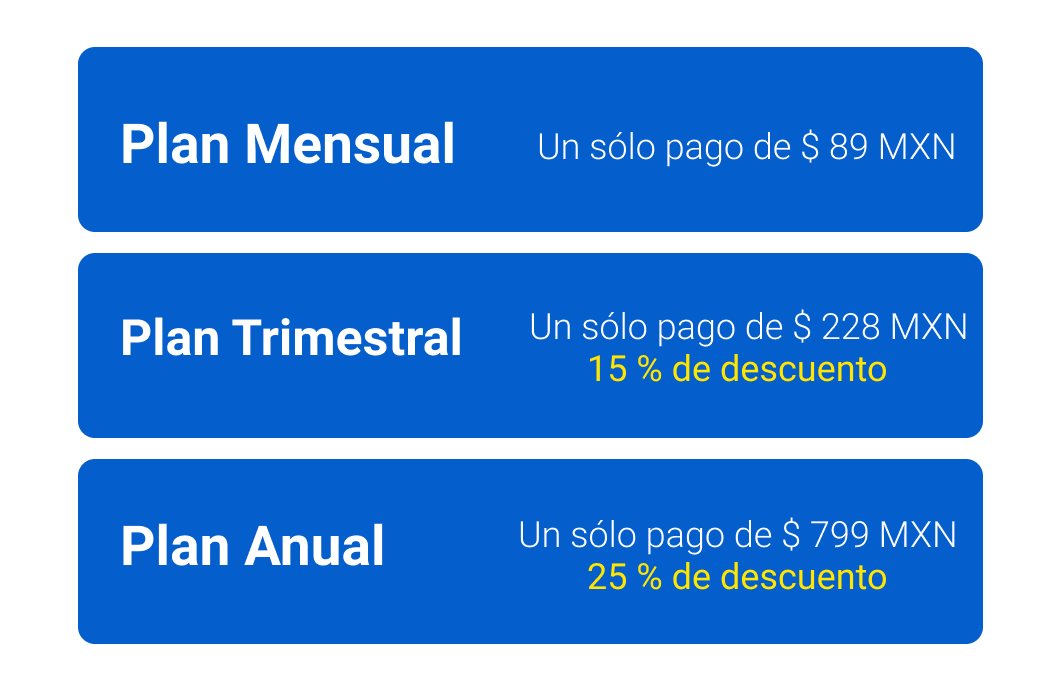 Plan Mensual
Un sólo pago de $ 89 MXN
Plan Trimestral
Un sólo pago de $ 228 MXN
15 % de descuento
Plan Anual
Un sólo pago de $ 799 MXN
25 % de descuento